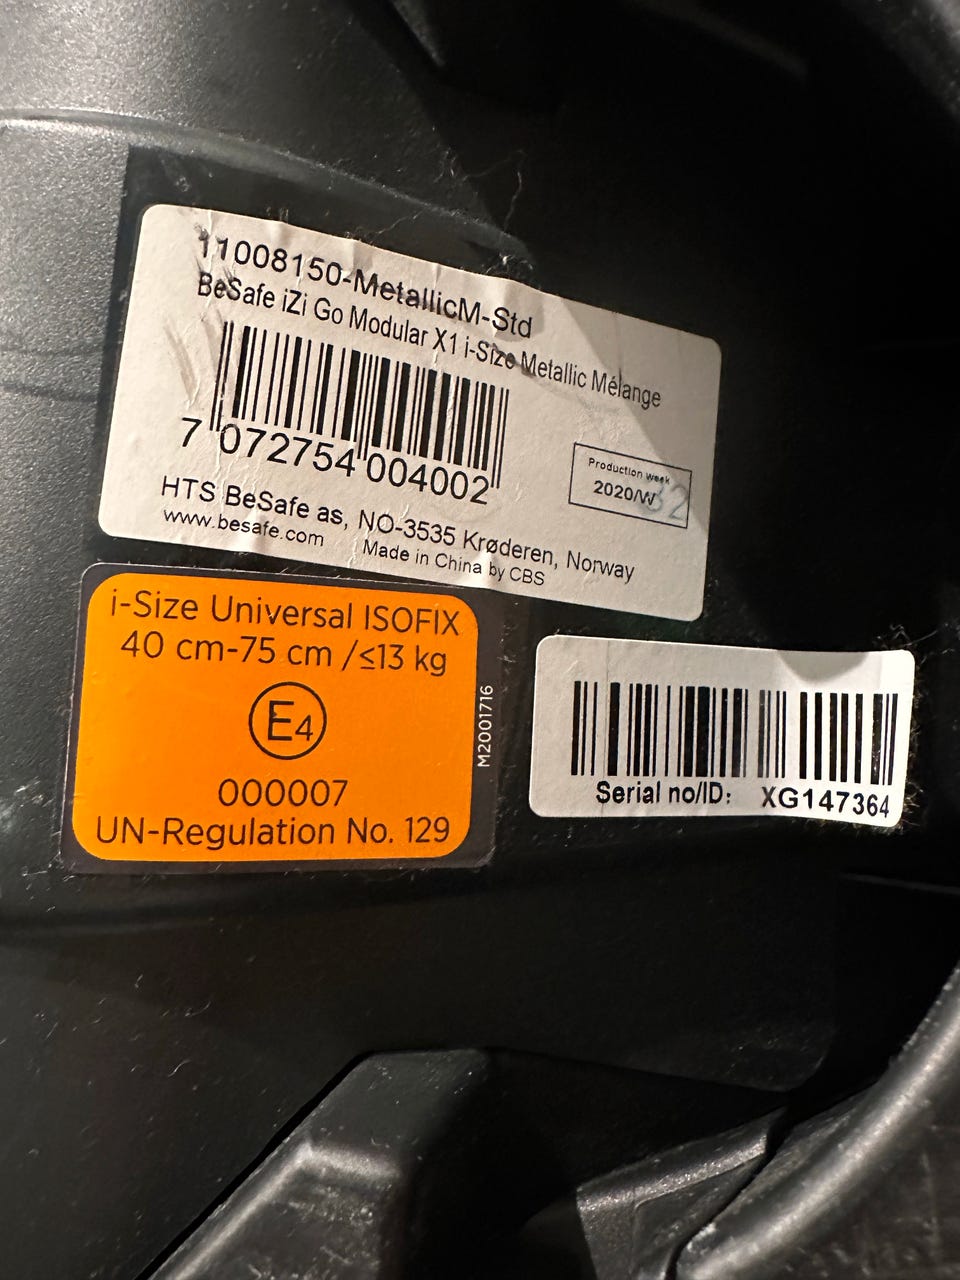 11008150-MetallicM-Std
BeSafe iZi Go Modular X1 i-Size Metallic Mélange
7 072754 004002
Production week
2020/W32
HTS BeSafe as, NO-3535 Krøderen, Norway
www.besafe.com Made in China by CBS
i-Size Universal ISOFIX
40 cm-75 cm /≤13 kg
E4
000007
UN-Regulation No. 129
M2001716
Serial no/ID: XG147364